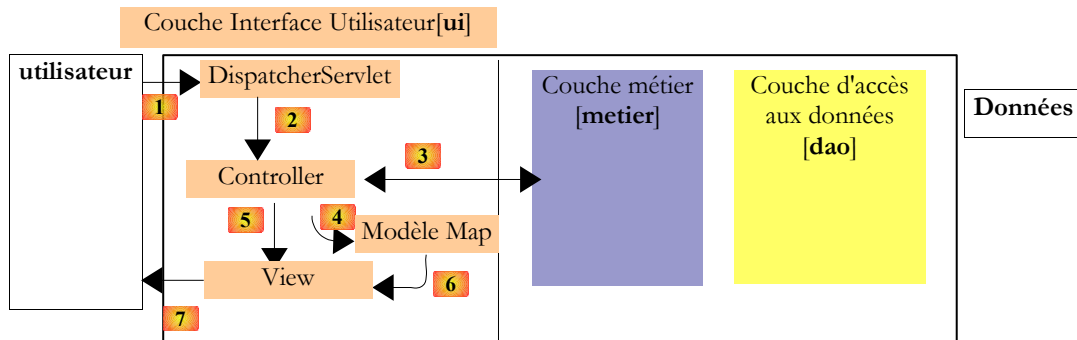 Couche Interface Utilisateur[ui]
utilisateur
DispatcherServlet
1
2
Controller
3
5
4
Modèle Map
View
6
7
Couche métier
[metier]
Couche d'accès
aux données
[dao]
Données